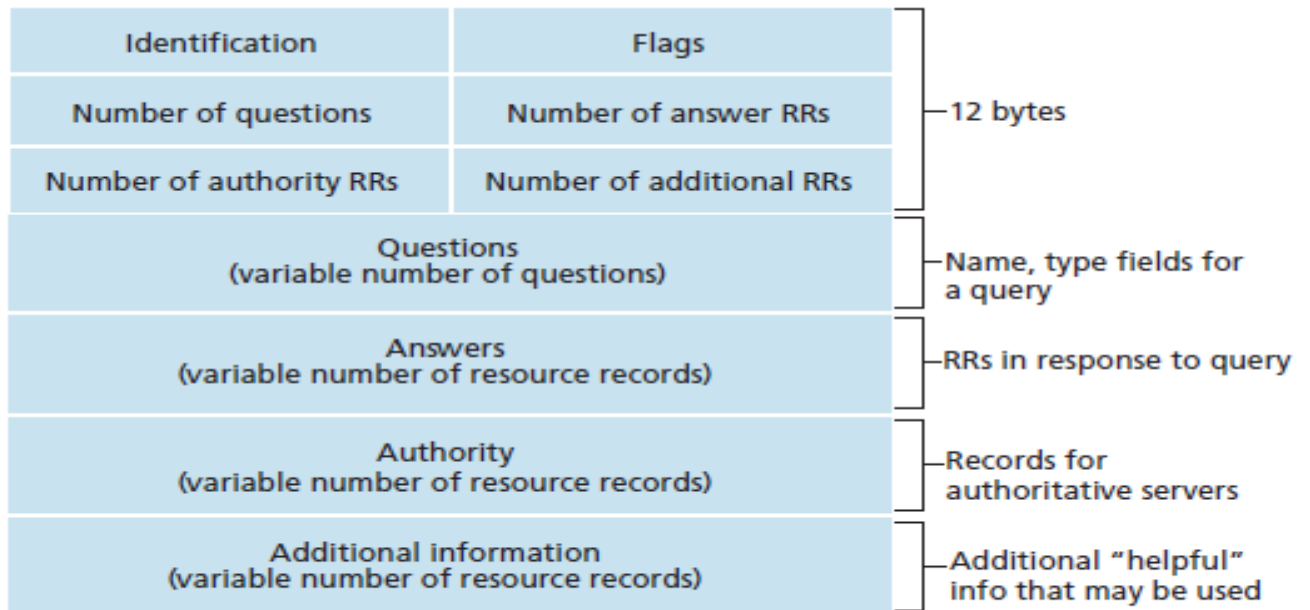 Identification
Flags
Number of questions
Number of answer RRs
12 bytes
Number of authority RRs
Number of additional RRs
Questions
(variable number of questions)
Name, type fields for
a query
Answers
(variable number of resource records)
RRs in response to query
Authority
(variable number of resource records)
Records for
authoritative servers
Additional information
(variable number of resource records)
Additional “helpful”
info that may be used